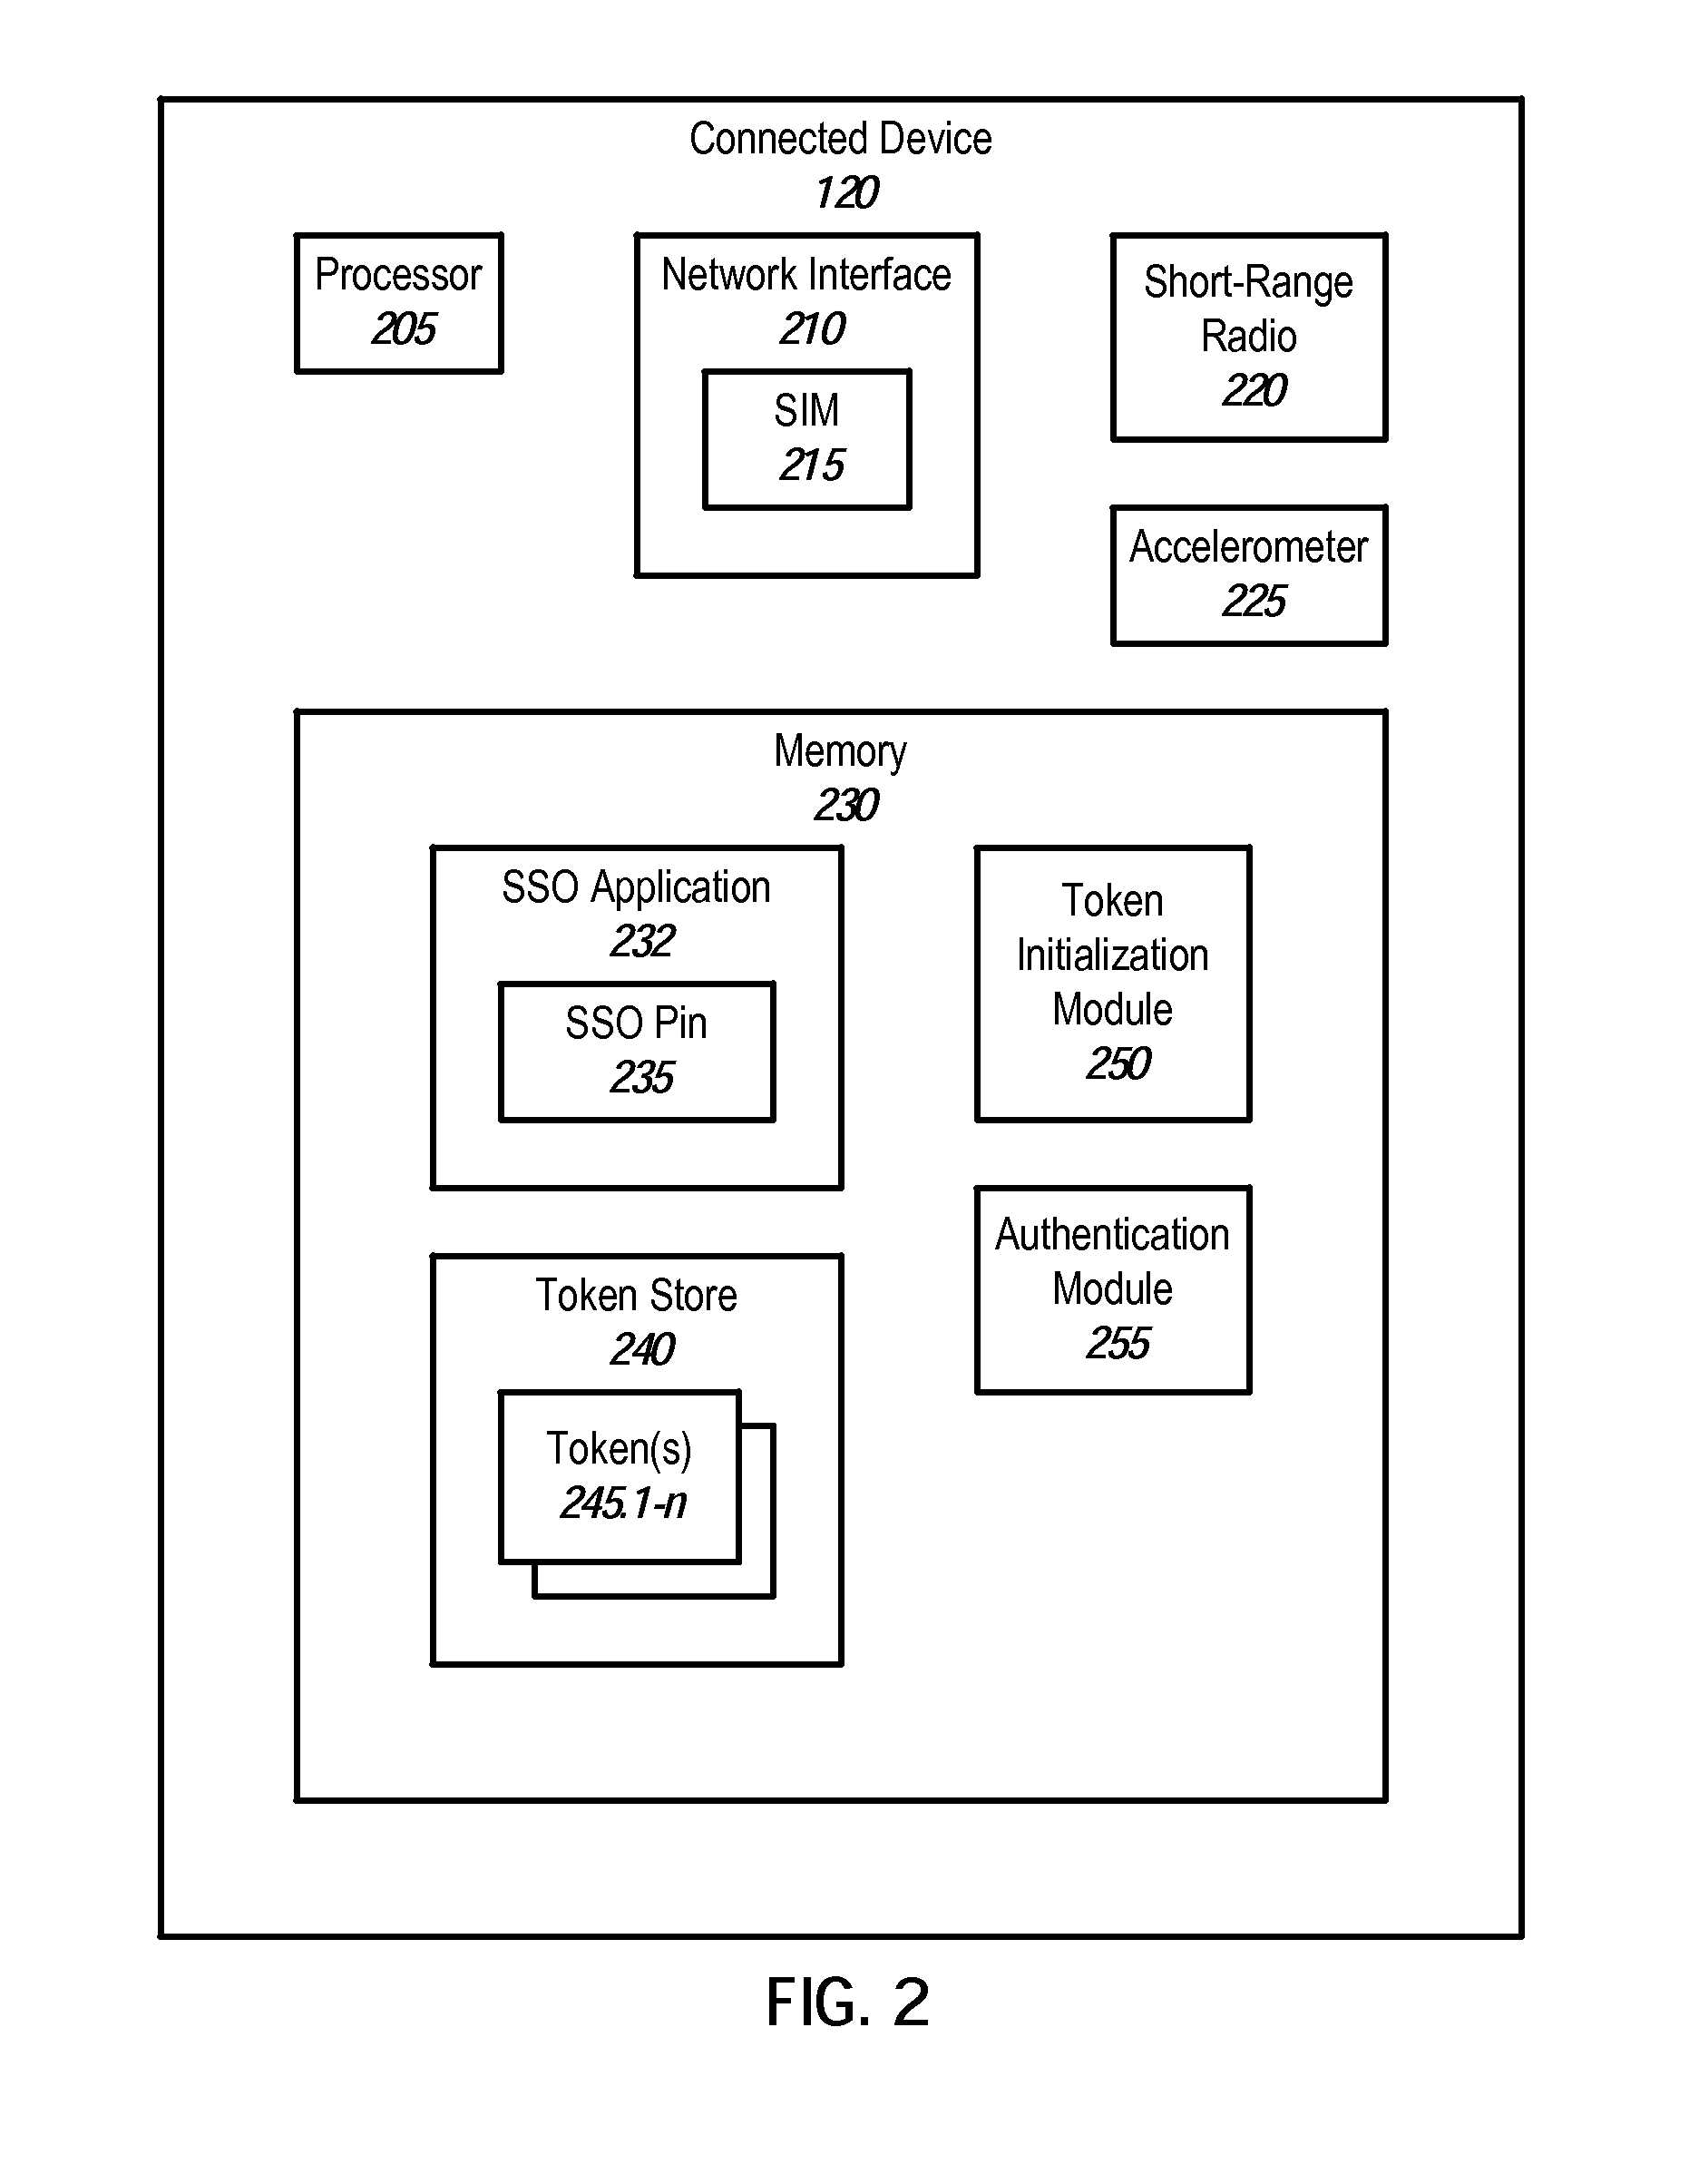 Connected Device
120
Processor
205
Network Interface
210
SIM
215
Short-Range
Radio
220
Accelerometer
225
Memory
230
SSO Application
232
SSO Pin
235
Token
Initialization
Module
250
Token Store
240
Token(s)
245.1-n
Authentication
Module
255
FIG. 2